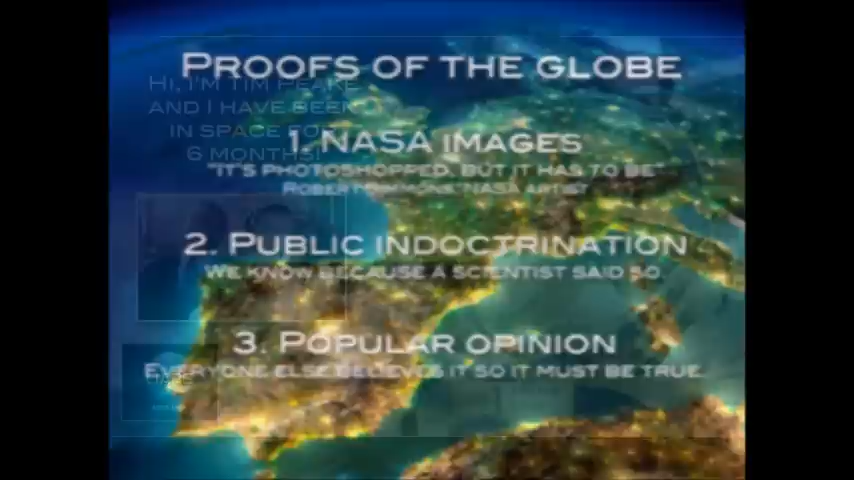 PROOFS OF THE GLOBE
HI, I'M TIM PEAKE
AND I HAVE BEEN
IN SPACE FOR
6 MONTHS!
1. NASA IMAGES
"IT'S PHOTOSHOPPED, BUT IT HAS TO BE"
ROBERT SIMMONS NASA ARTIST
2. PUBLIC INDOCTRINATION
WE KNOW BECAUSE A SCIENTIST SAID SO.
3. POPULAR OPINION
EVERYONE ELSE BELIEVES IT SO IT MUST BE TRUE.